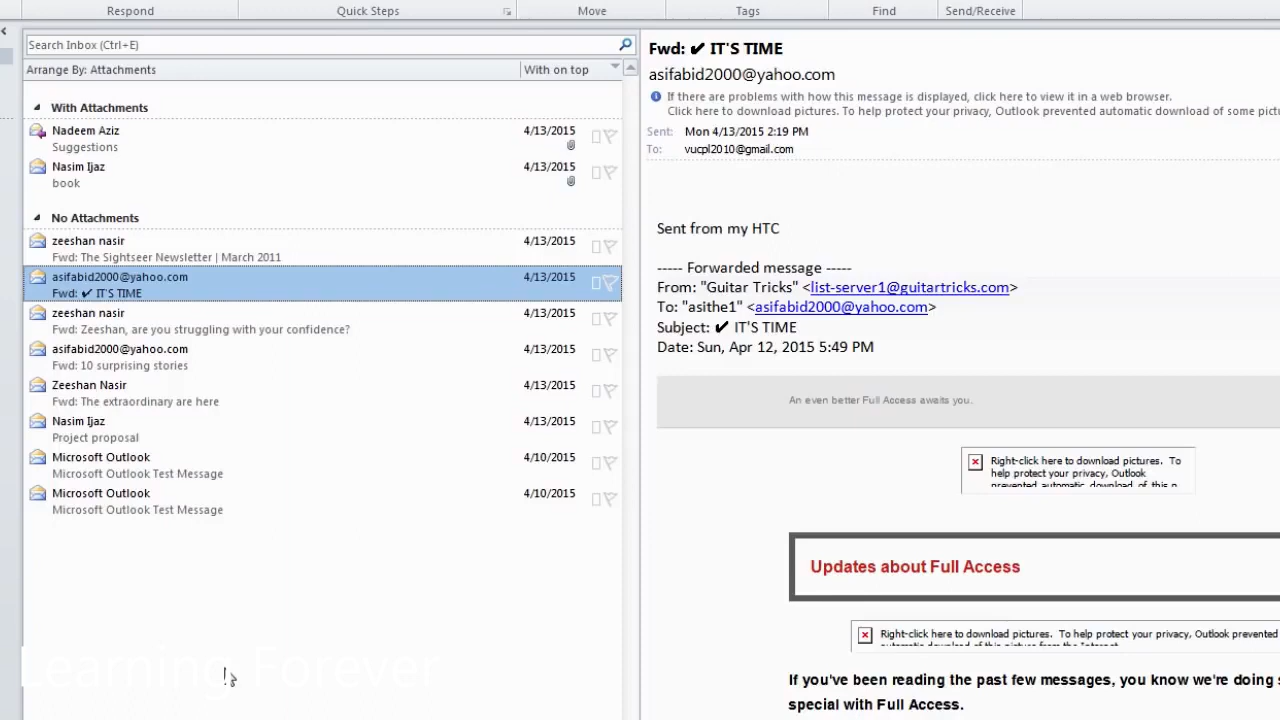 Respond
Quick Steps
Move
Tags
Find
Send/Receive
Search Inbox (Ctrl+E)
Arrange By: Attachments
With on top
With Attachments
Nadeem Aziz 4/13/2015
Suggestions
Nasim Ijaz 4/13/2015
book
No Attachments
zeeshan nasir 4/13/2015
Fwd: The Sightseer Newsletter | March 2011
asifabid2000@yahoo.com 4/13/2015
Fwd: ✔ IT'S TIME
zeeshan nasir 4/13/2015
Fwd: Zeeshan, are you struggling with your confidence?
asifabid2000@yahoo.com 4/13/2015
Fwd: 10 surprising stories
Zeeshan Nasir 4/13/2015
Fwd: The extraordinary are here
Nasim Ijaz 4/13/2015
Project proposal
Microsoft Outlook 4/10/2015
Microsoft Outlook Test Message
Microsoft Outlook 4/10/2015
Microsoft Outlook Test Message
Learning Forever
Fwd: ✔ IT'S TIME
asifabid2000@yahoo.com
If there are problems with how this message is displayed, click here to view it in a web browser.
Click here to download pictures. To help protect your privacy, Outlook prevented automatic download of some pictu
Sent: Mon 4/13/2015 2:19 PM
To: vucpl2010@gmail.com
Sent from my HTC
----- Forwarded message -----
From: "Guitar Tricks" <list-server1@guitartricks.com>
To: "asithe1" <asifabid2000@yahoo.com>
Subject: ✔ IT'S TIME
Date: Sun, Apr 12, 2015 5:49 PM
An even better Full Access awaits you.
Right-click here to download pictures. To
help protect your privacy, Outlook
prevented automatic download of this p
Updates about Full Access
Right-click here to download pictures. To help protect your privacy, Outlook prevented
automatic download of this picture from the Internet.
If you've been reading the past few messages, you know we're doing s
special with Full Access.